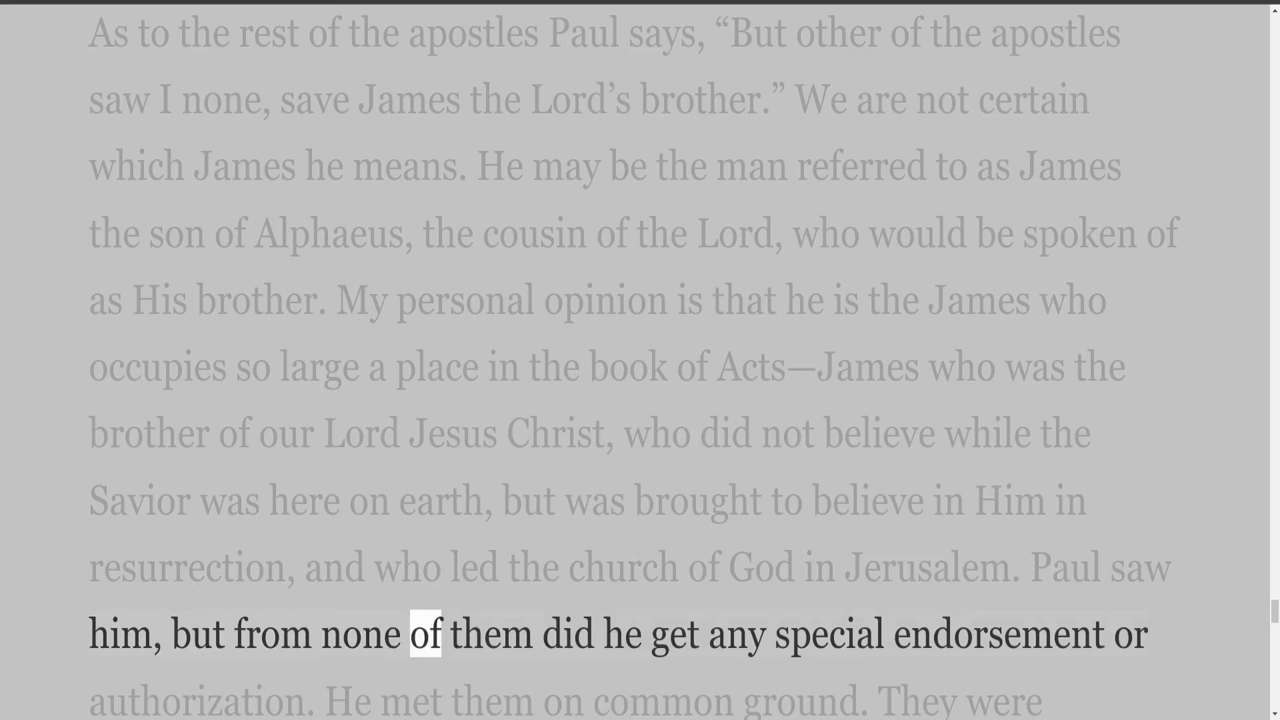 As to the rest of the apostles Paul says, “But other of the apostles
saw I none, save James the Lord’s brother.” We are not certain
which James he means. He may be the man referred to as James
the son of Alphaeus, the cousin of the Lord, who would be spoken of
as His brother. My personal opinion is that he is the James who
occupies so large a place in the book of Acts—James who was the
brother of our Lord Jesus Christ, who did not believe while the
Savior was here on earth, but was brought to believe in Him in
resurrection, and who led the church of God in Jerusalem. Paul saw
him, but from none of them did he get any special endorsement or
authorization. He met them on common ground. They were